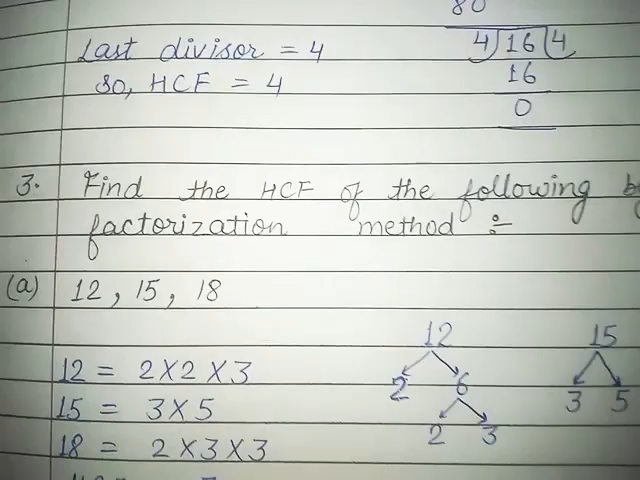 80
Last divisor = 4
4)16(4
So, HCF = 4
16
0
3. Find the HCF of the following by
factorization method ÷
(a) 12, 15, 18
12 15
12 = 2×2×3
2 6 3 5
15 = 3×5
2 3
18 = 2×3×3